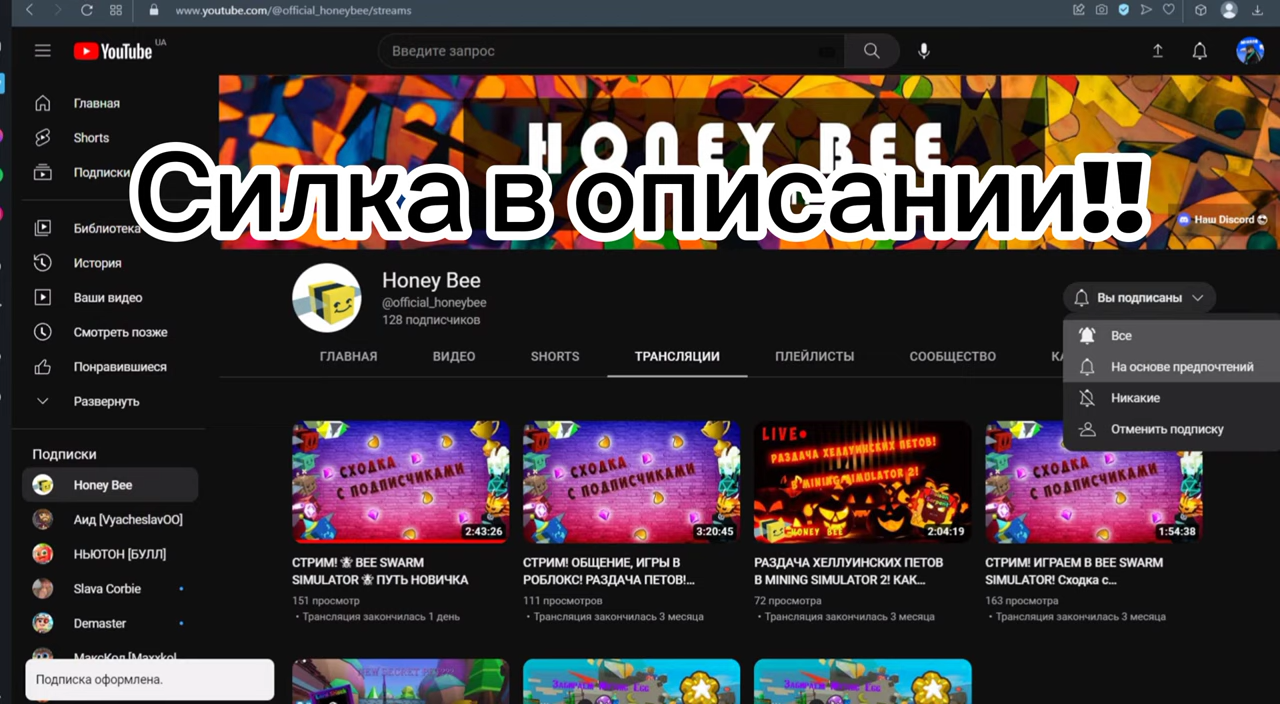 www.youtube.com/@official_honeybee/streams
YouTube UA
Введите запрос
Главная
Shorts
Подписки
Библиотека
История
Ваши видео
Смотреть позже
Понравившиеся
Развернуть
Подписки
Honey Bee
Аид [VyacheslavOO]
НЬЮТОН [БУЛЛ]
Slava Corbie
Demaster
МаксКол [Maxxkol]
Подписка оформлена.
HONEY BEE
Силка в описании!!
Наш Discord
Honey Bee
@official_honeybee
128 подписчиков
Вы подписаны
Все
На основе предпочтений
Никакие
Отменить подписку
ГЛАВНАЯ ВИДЕО SHORTS ТРАНСЛЯЦИИ ПЛЕЙЛИСТЫ СООБЩЕСТВО
СХОДКА
С ПОДПИСЧИКАМИ
2:43:26
СТРИМ! 🐝 BEE SWARM
SIMULATOR 🐝 ПУТЬ НОВИЧКА
151 просмотр
• Трансляция закончилась 1 день
СХОДКА
С ПОДПИСЧИКАМИ
3:20:45
СТРИМ! ОБЩЕНИЕ, ИГРЫ В
РОБЛОКС! РАЗДАЧА ПЕТОВ!...
111 просмотров
• Трансляция закончилась 3 месяца
LIVE
РАЗДАЧА ХЕЛЛУИНСКИХ ПЕТОВ!
В MINING SIMULATOR 2!
HONEY BEE
2:04:19
РАЗДАЧА ХЕЛЛУИНСКИХ ПЕТОВ
В MINING SIMULATOR 2! КАК...
72 просмотра
• Трансляция закончилась 3 месяца
СХОДКА
С ПОДПИСЧИКАМИ
1:54:38
СТРИМ! ИГРАЕМ В BEE SWARM
SIMULATOR! Сходка с...
163 просмотра
• Трансляция закончилась 3 месяца